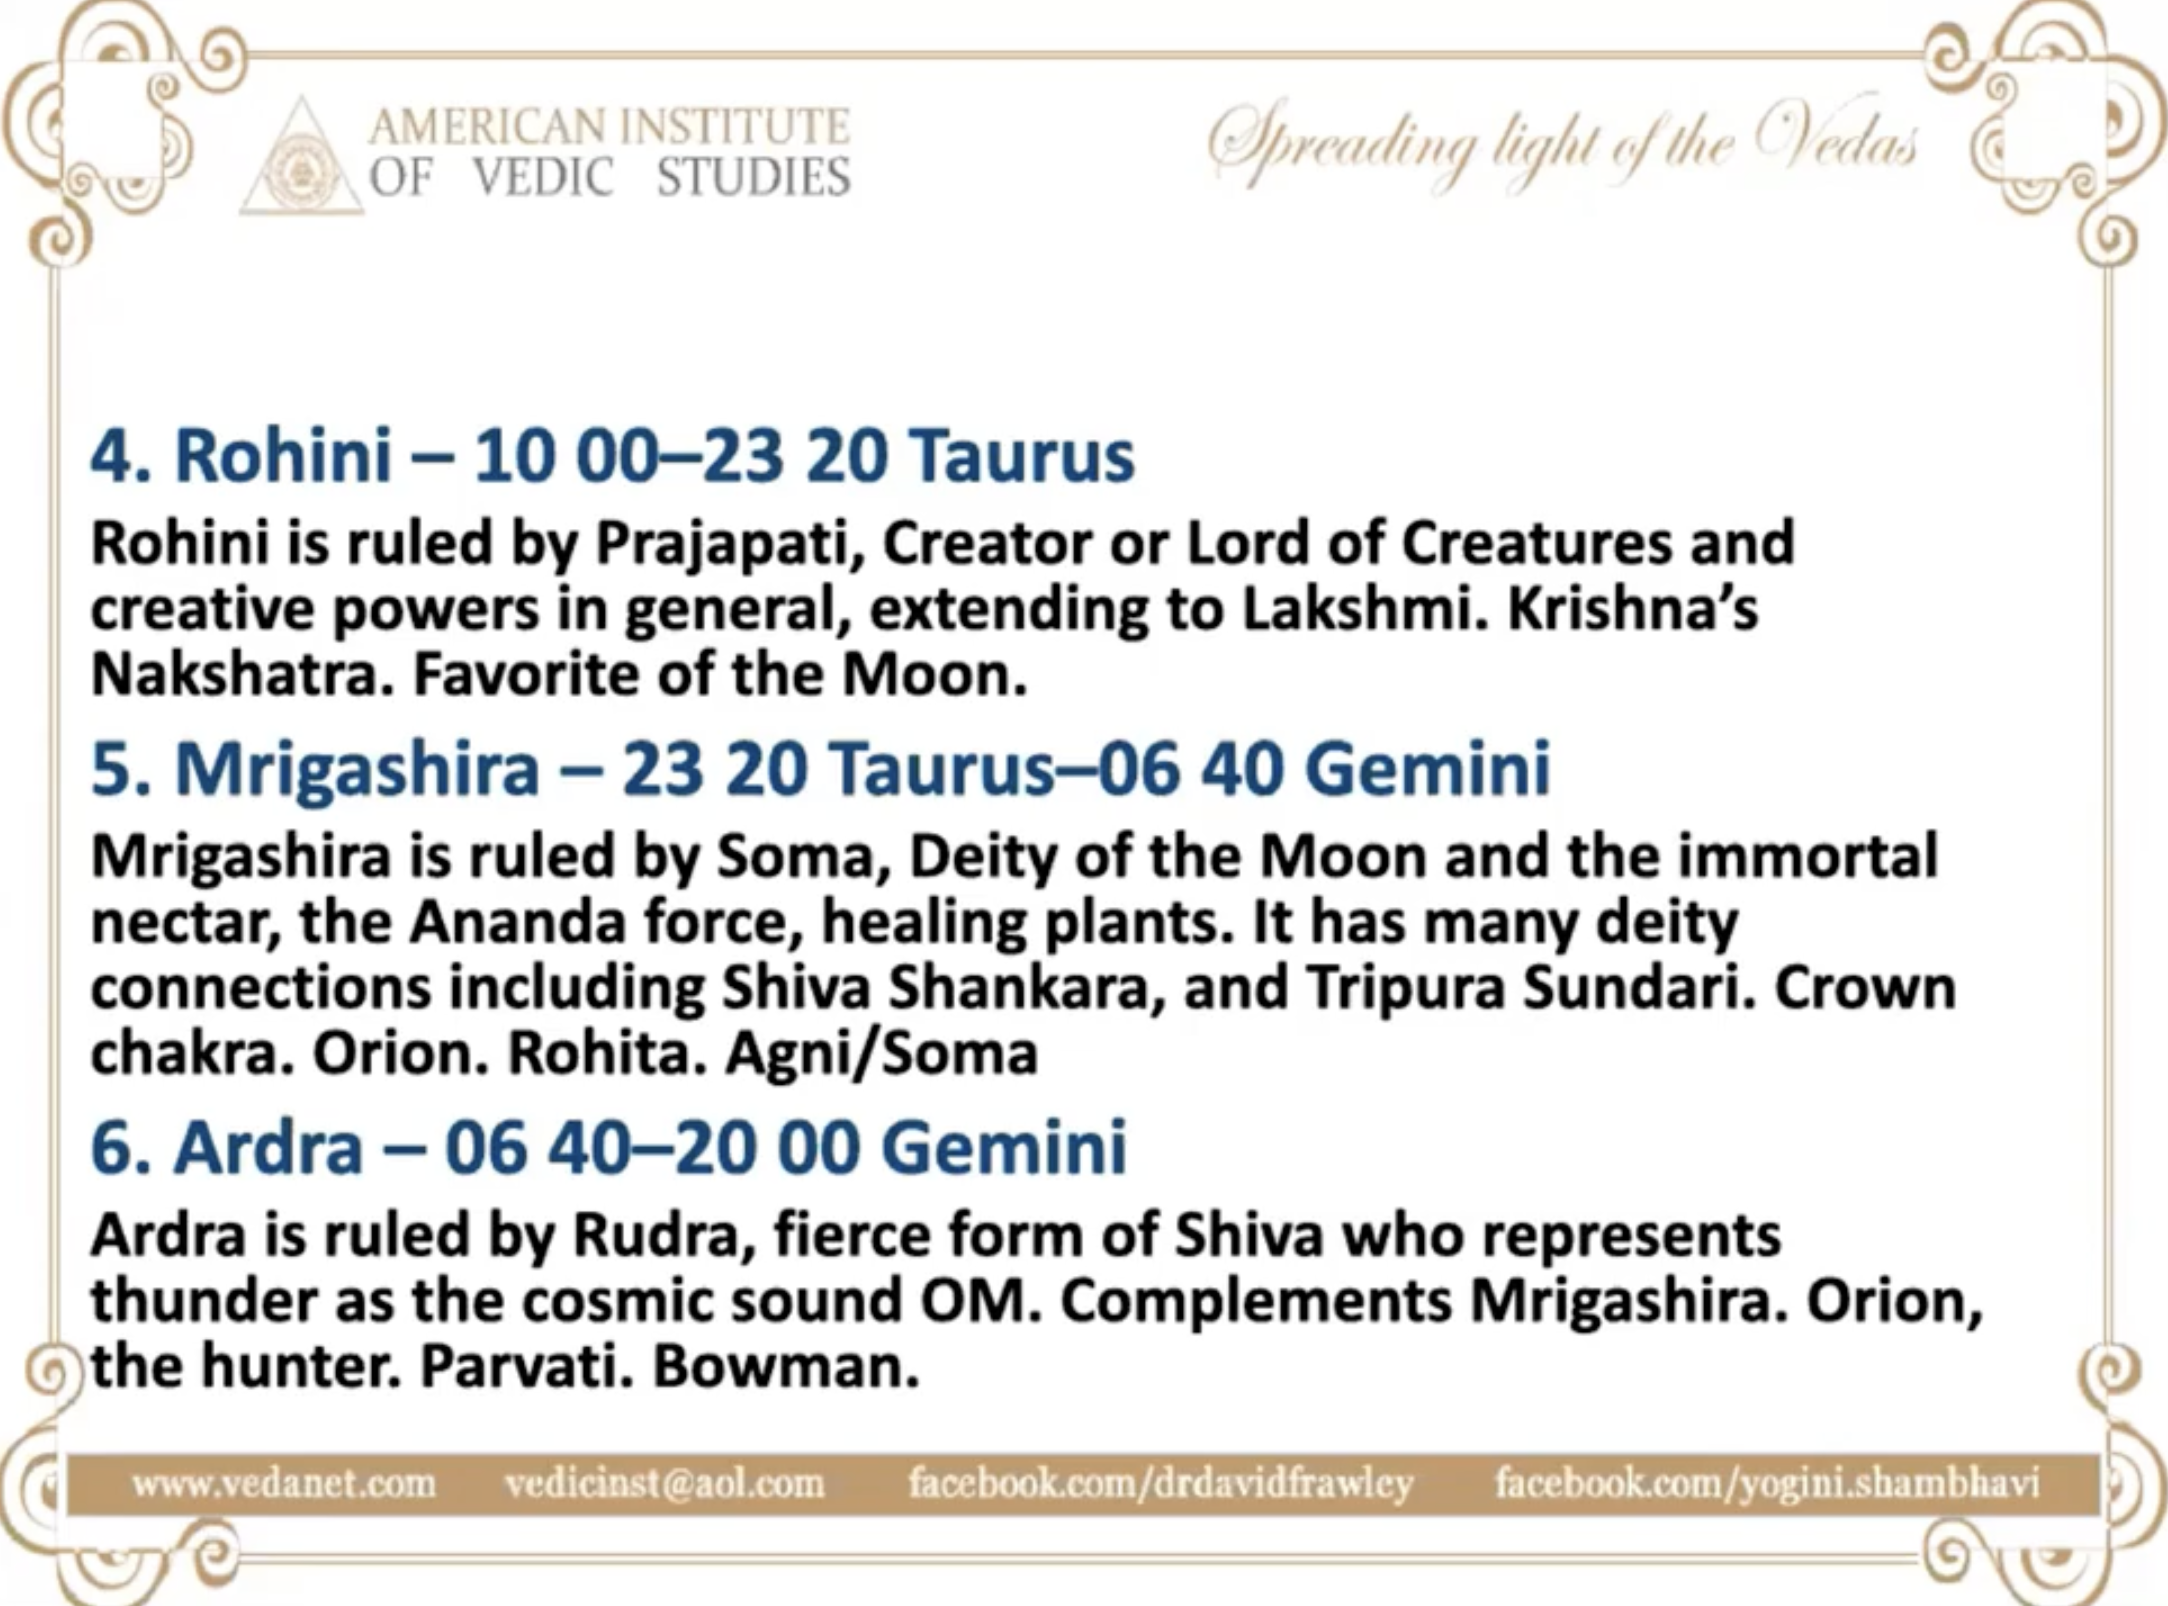 AMERICAN INSTITUTE
OF VEDIC STUDIES
Spreading light of the Vedas
4. Rohini – 10 00–23 20 Taurus
Rohini is ruled by Prajapati, Creator or Lord of Creatures and
creative powers in general, extending to Lakshmi. Krishna’s
Nakshatra. Favorite of the Moon.
5. Mrigashira – 23 20 Taurus–06 40 Gemini
Mrigashira is ruled by Soma, Deity of the Moon and the immortal
nectar, the Ananda force, healing plants. It has many deity
connections including Shiva Shankara, and Tripura Sundari. Crown
chakra. Orion. Rohita. Agni/Soma
6. Ardra – 06 40–20 00 Gemini
Ardra is ruled by Rudra, fierce form of Shiva who represents
thunder as the cosmic sound OM. Complements Mrigashira. Orion,
the hunter. Parvati. Bowman.
www.vedanet.com vedicinst@aol.com facebook.com/drdavidfrawley facebook.com/yogini.shambhavi